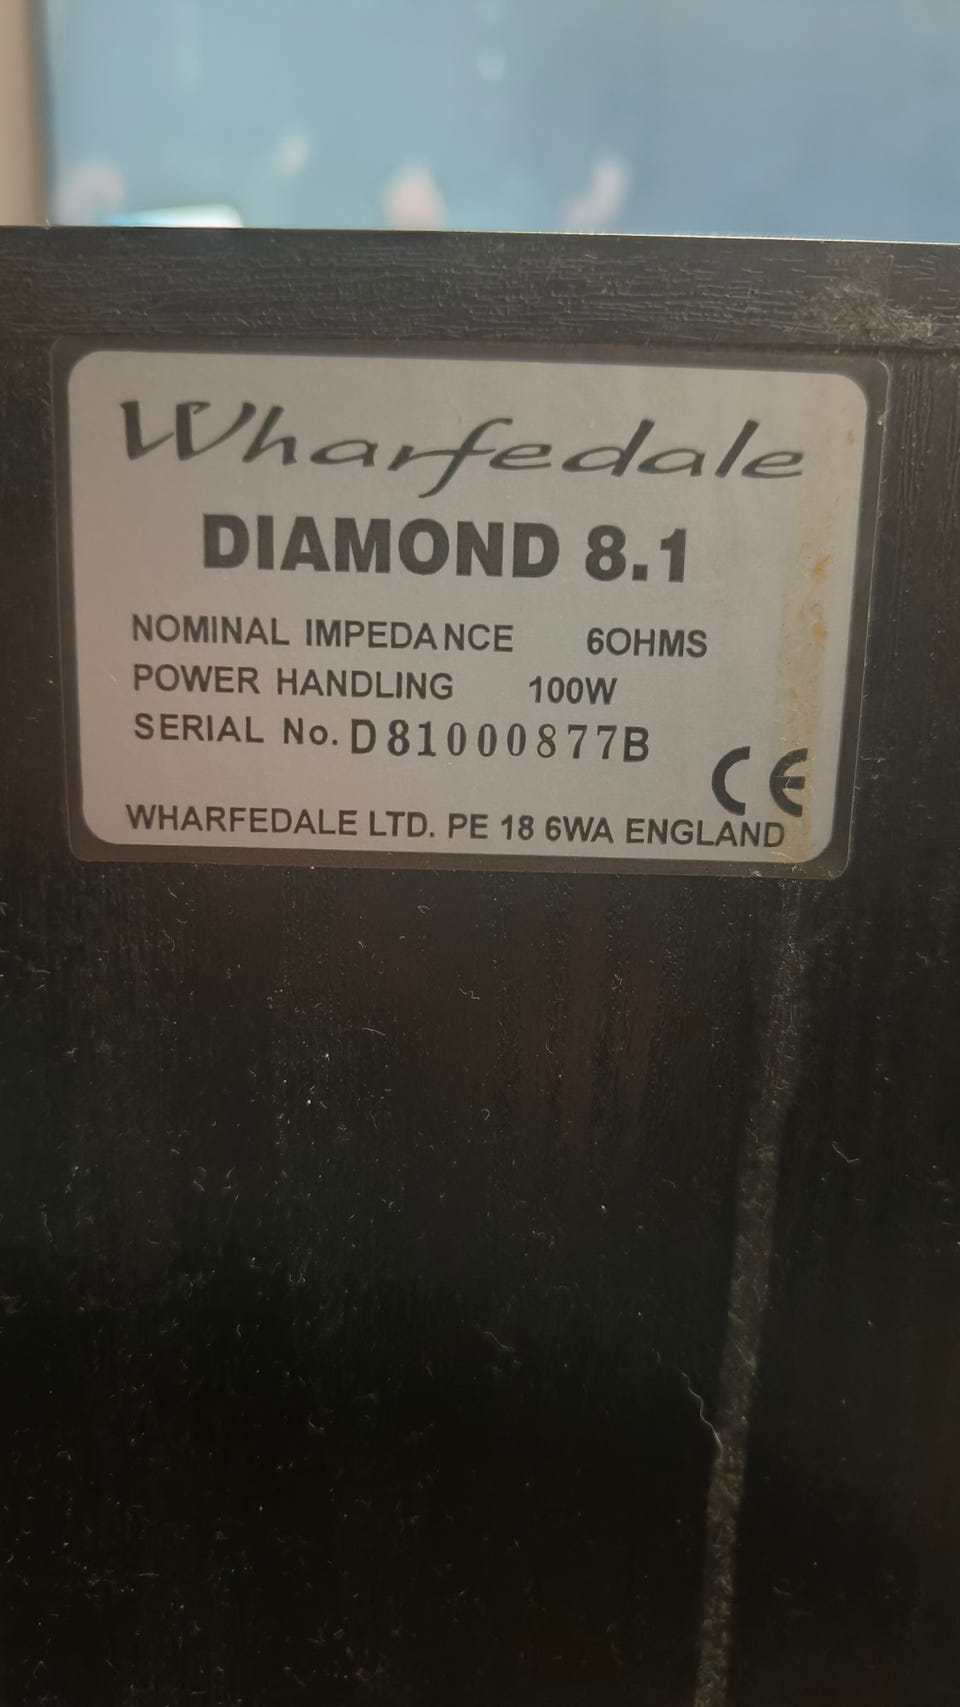 Wharfedale
DIAMOND 8.1
NOMINAL IMPEDANCE 6OHMS
POWER HANDLING 100W
SERIAL No. D81000877B
CE
WHARFEDALE LTD. PE 18 6WA ENGLAND